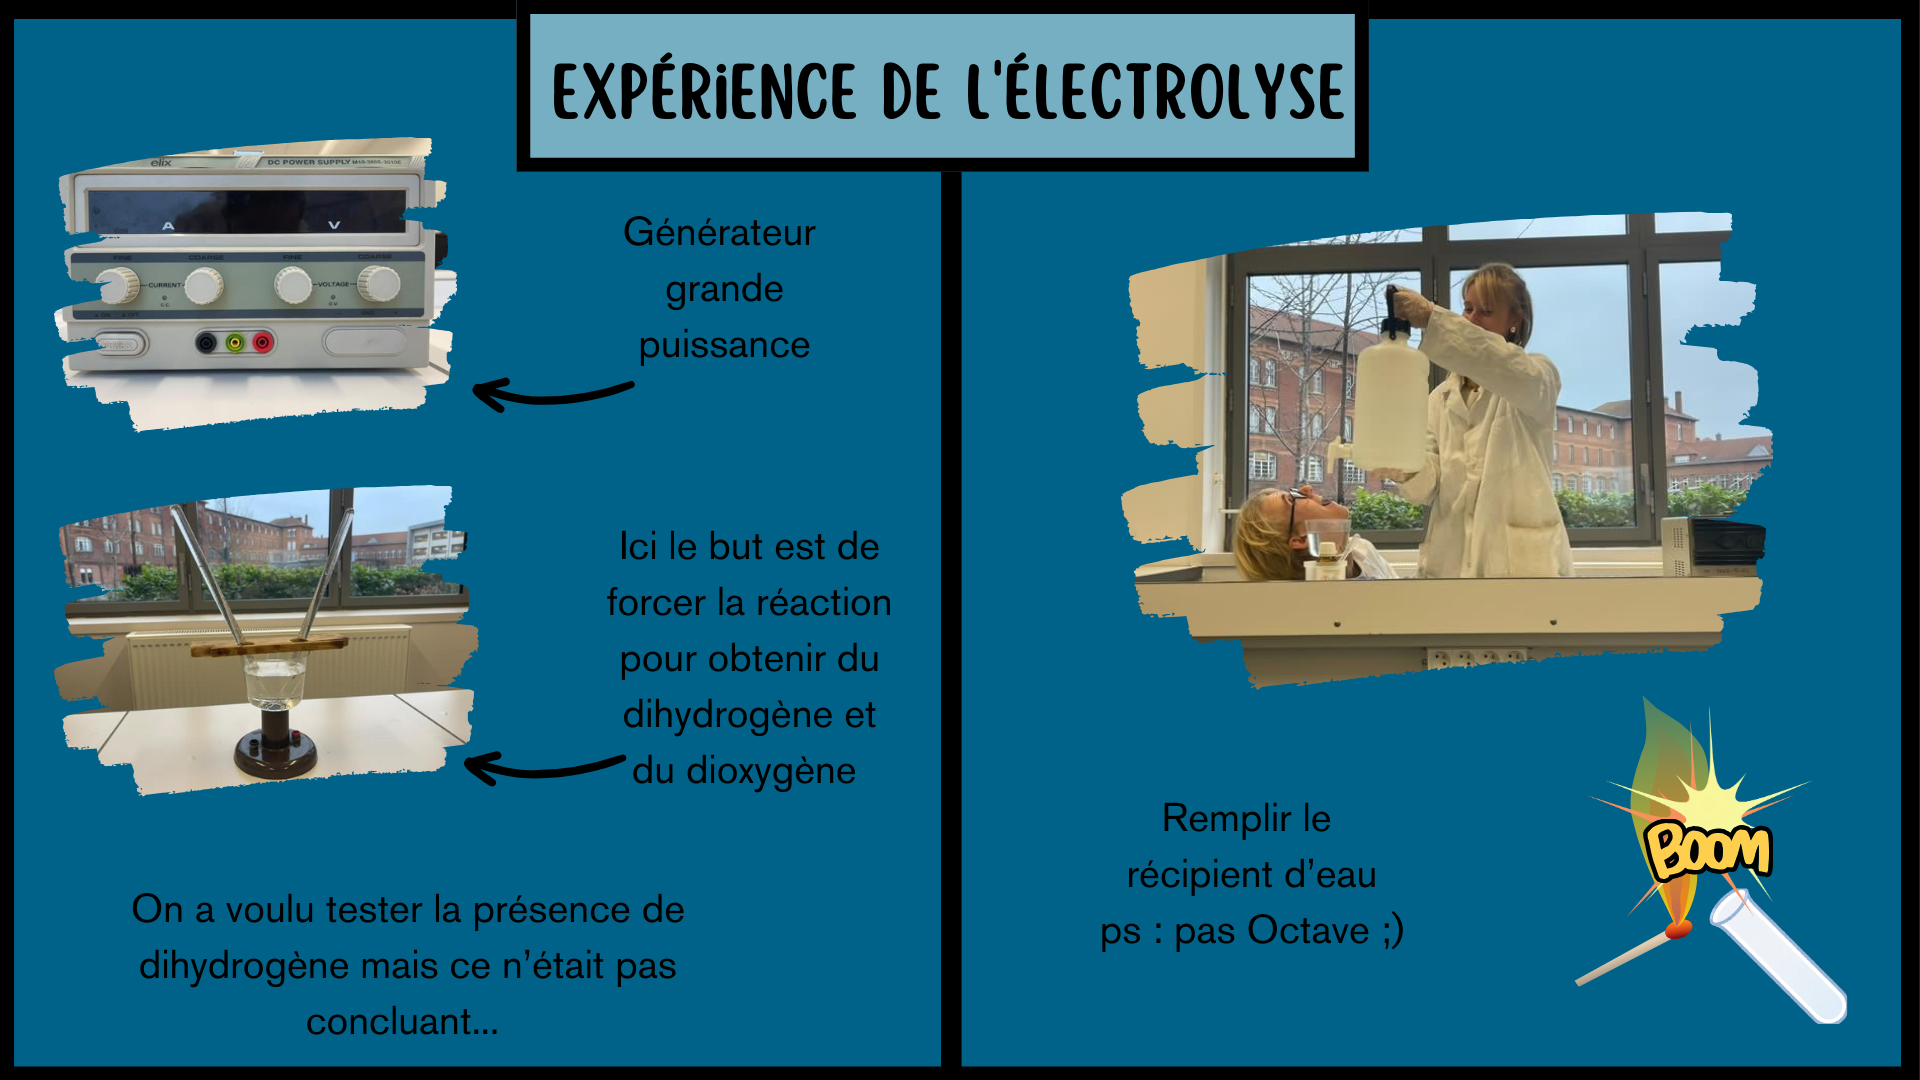 EXPÉRIENCE DE L'ÉLECTROLYSE
elix
DC POWER SUPPLY
A V
FINE COARSE FINE COARSE
CURRENT VOLTAGE
C.C. C.V.
Générateur
grande
puissance
Ici le but est de
forcer la réaction
pour obtenir du
dihydrogène et
du dioxygène
On a voulu tester la présence de
dihydrogène mais ce n’était pas
concluant...
Remplir le
récipient d’eau
ps : pas Octave ;)
BOOM